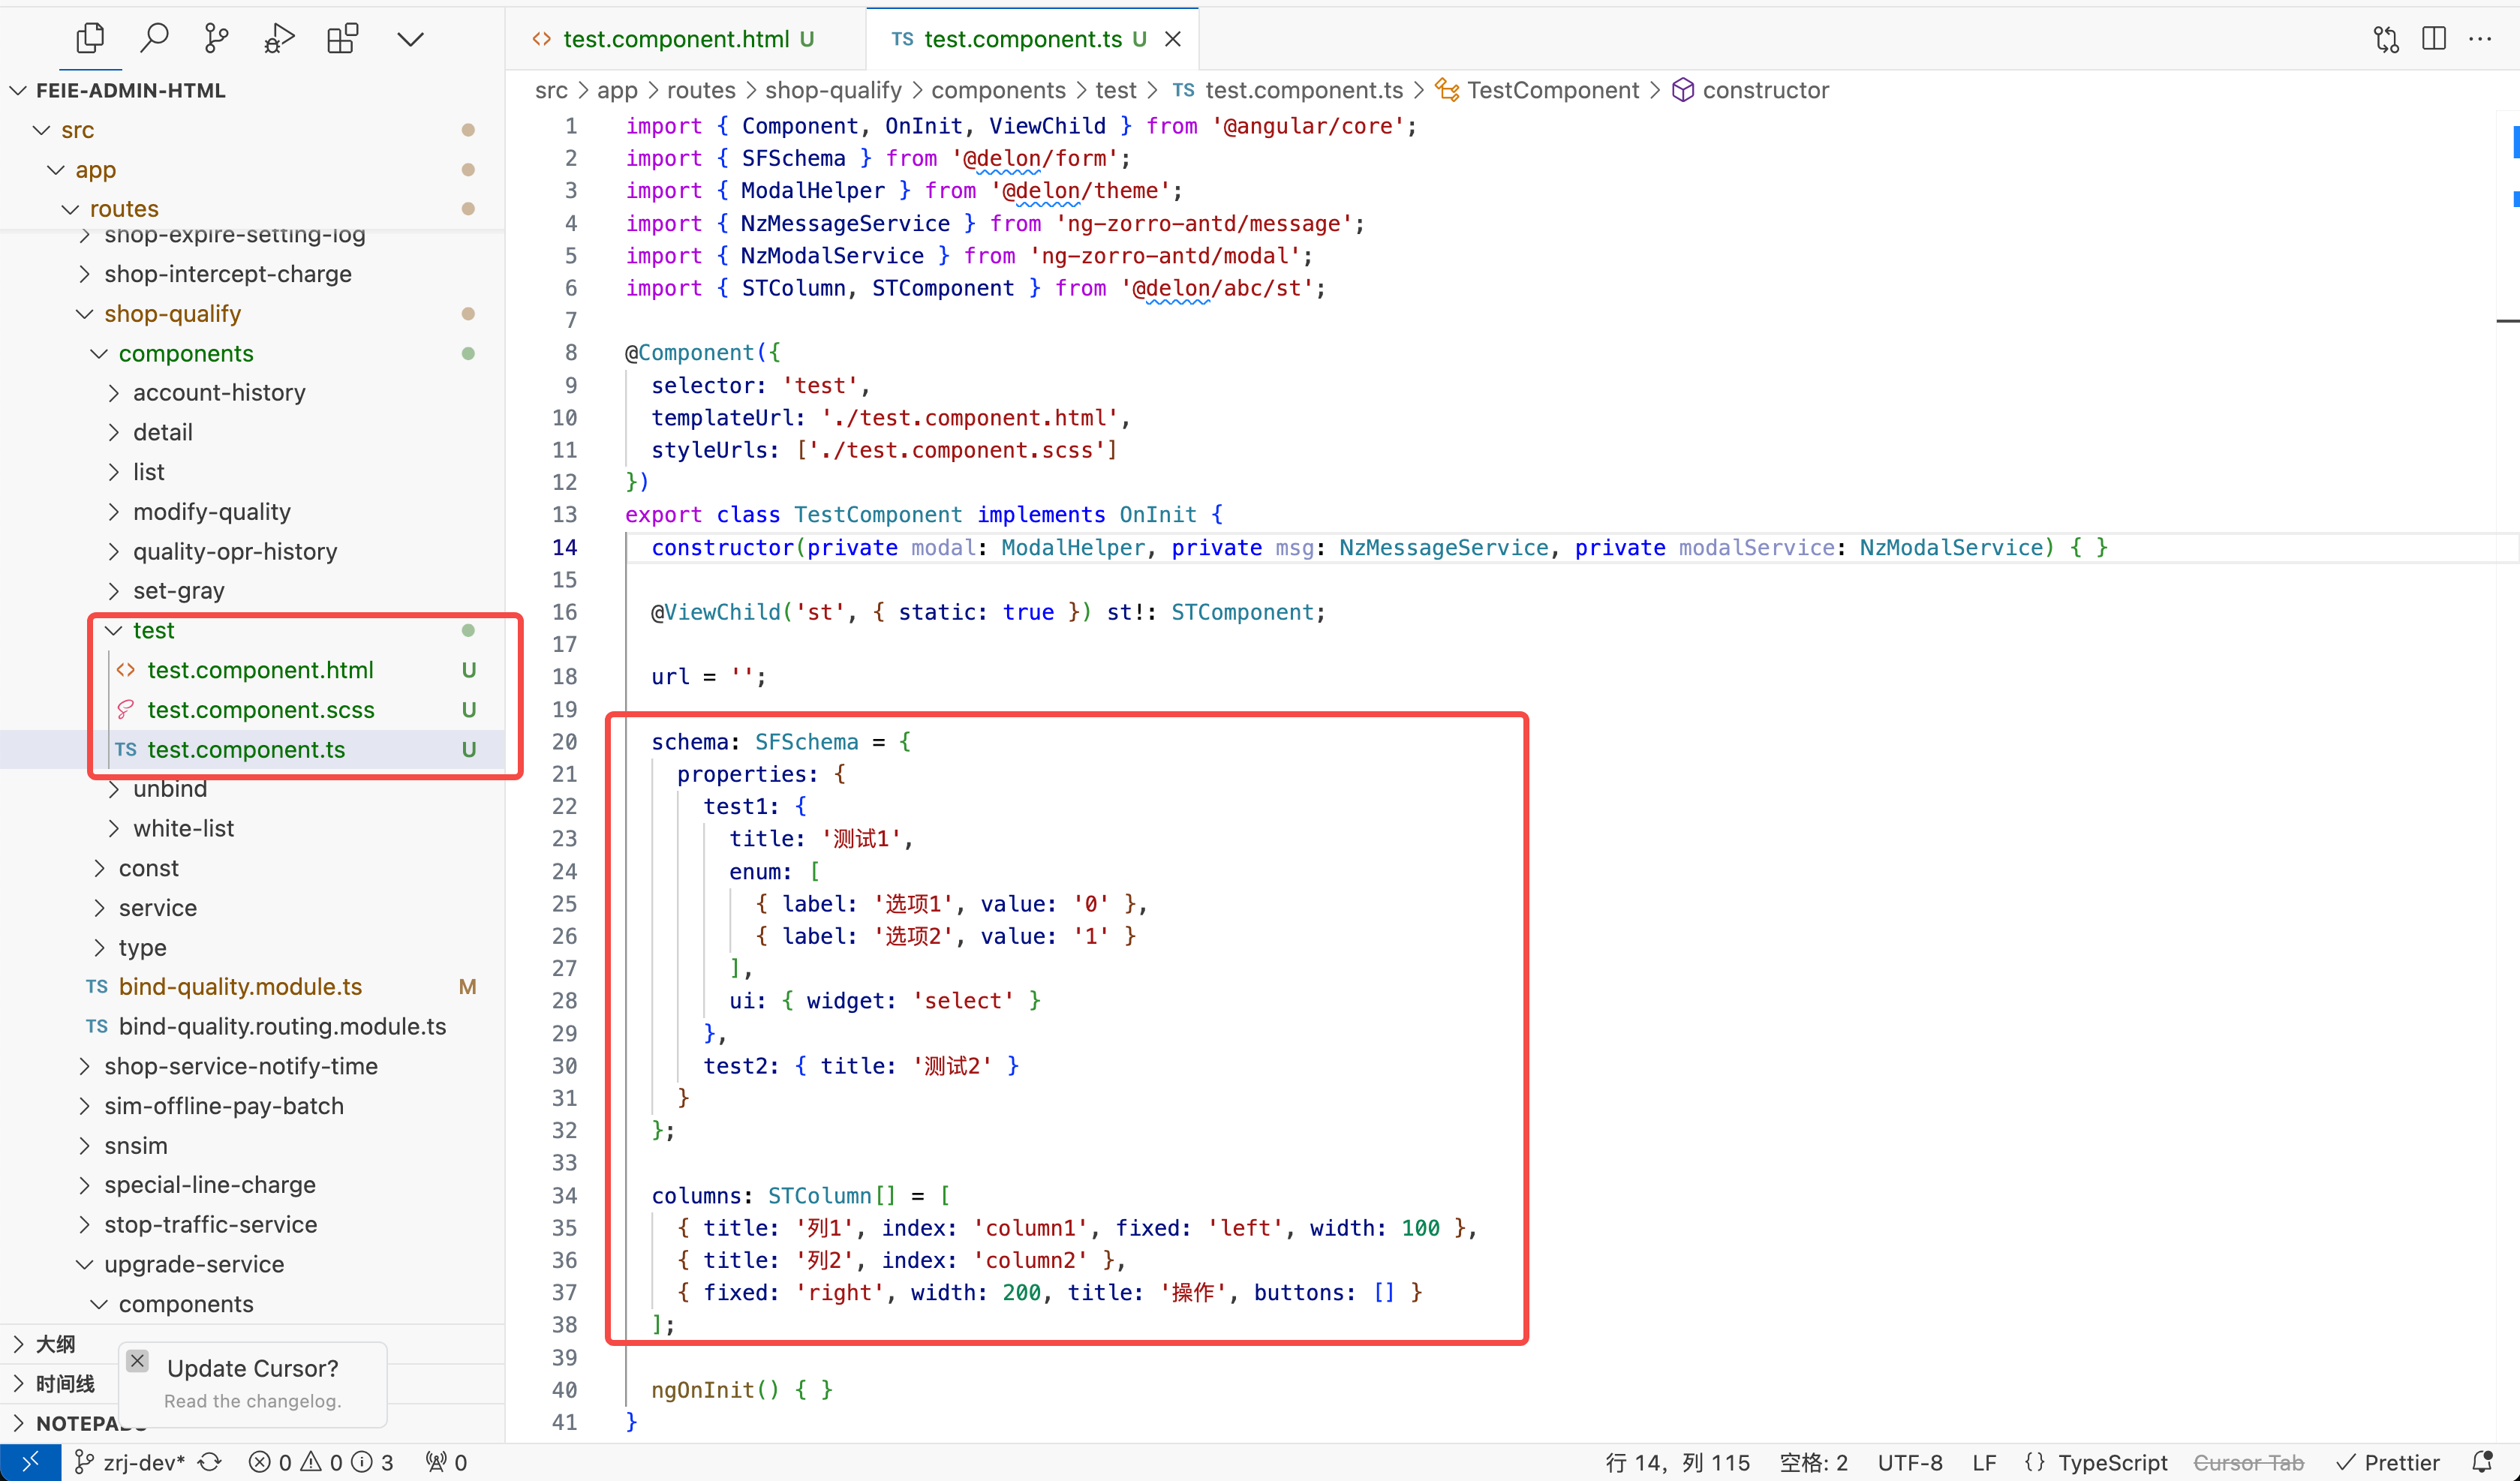 FEIE-ADMIN-HTML
src
app
routes
shop-expire-setting-log
shop-intercept-charge
shop-qualify
components
account-history
detail
list
modify-quality
quality-opr-history
set-gray
test
test.component.html U
test.component.scss U
TS test.component.ts U
unbind
white-list
const
service
type
TS bind-quality.module.ts M
TS bind-quality.routing.module.ts
shop-service-notify-time
sim-offline-pay-batch
snsim
special-line-charge
stop-traffic-service
upgrade-service
components
大纲
时间线
NOTEPADS
Update Cursor?
Read the changelog.
test.component.html U
TS test.component.ts U
src > app > routes > shop-qualify > components > test > TS test.component.ts > TestComponent > constructor
1 import { Component, OnInit, ViewChild } from '@angular/core';
2 import { SFSchema } from '@delon/form';
3 import { ModalHelper } from '@delon/theme';
4 import { NzMessageService } from 'ng-zorro-antd/message';
5 import { NzModalService } from 'ng-zorro-antd/modal';
6 import { STColumn, STComponent } from '@delon/abc/st';
7
8 @Component({
9 selector: 'test',
10 templateUrl: './test.component.html',
11 styleUrls: ['./test.component.scss']
12 })
13 export class TestComponent implements OnInit {
14 constructor(private modal: ModalHelper, private msg: NzMessageService, private modalService: NzModalService) { }
15
16 @ViewChild('st', { static: true }) st!: STComponent;
17
18 url = '';
19
20 schema: SFSchema = {
21 properties: {
22 test1: {
23 title: '测试1',
24 enum: [
25 { label: '选项1', value: '0' },
26 { label: '选项2', value: '1' }
27 ],
28 ui: { widget: 'select' }
29 },
30 test2: { title: '测试2' }
31 }
32 };
33
34 columns: STColumn[] = [
35 { title: '列1', index: 'column1', fixed: 'left', width: 100 },
36 { title: '列2', index: 'column2' },
37 { fixed: 'right', width: 200, title: '操作', buttons: [] }
38 ];
39
40 ngOnInit() { }
41 }
zrj-dev* 0 0 3 0
行 14，列 115 空格: 2 UTF-8 LF {} TypeScript Cursor Tab Prettier